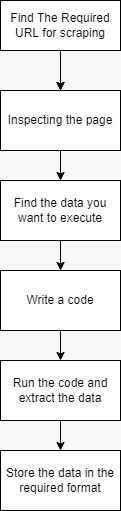 Find The Required
URL for scraping
Inspecting the page
Find the data you
want to execute
Write a code
Run the code and
extract the data
Store the data in the
required format